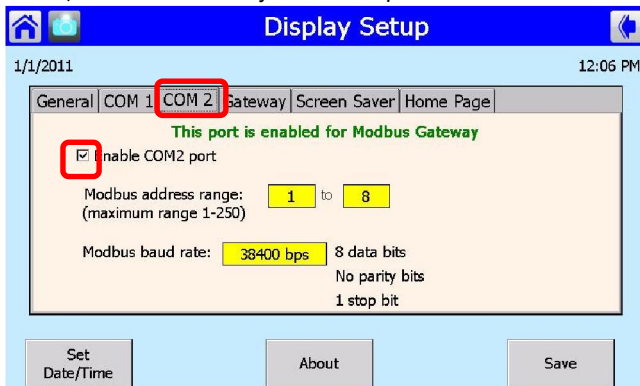 Display Setup
1/1/2011 12:06 PM
General COM 1 COM 2 Gateway Screen Saver Home Page
This port is enabled for Modbus Gateway
Enable COM2 port
Modbus address range: 1 to 8
(maximum range 1-250)
Modbus baud rate: 38400 bps 8 data bits
No parity bits
1 stop bit
Set
Date/Time
About
Save